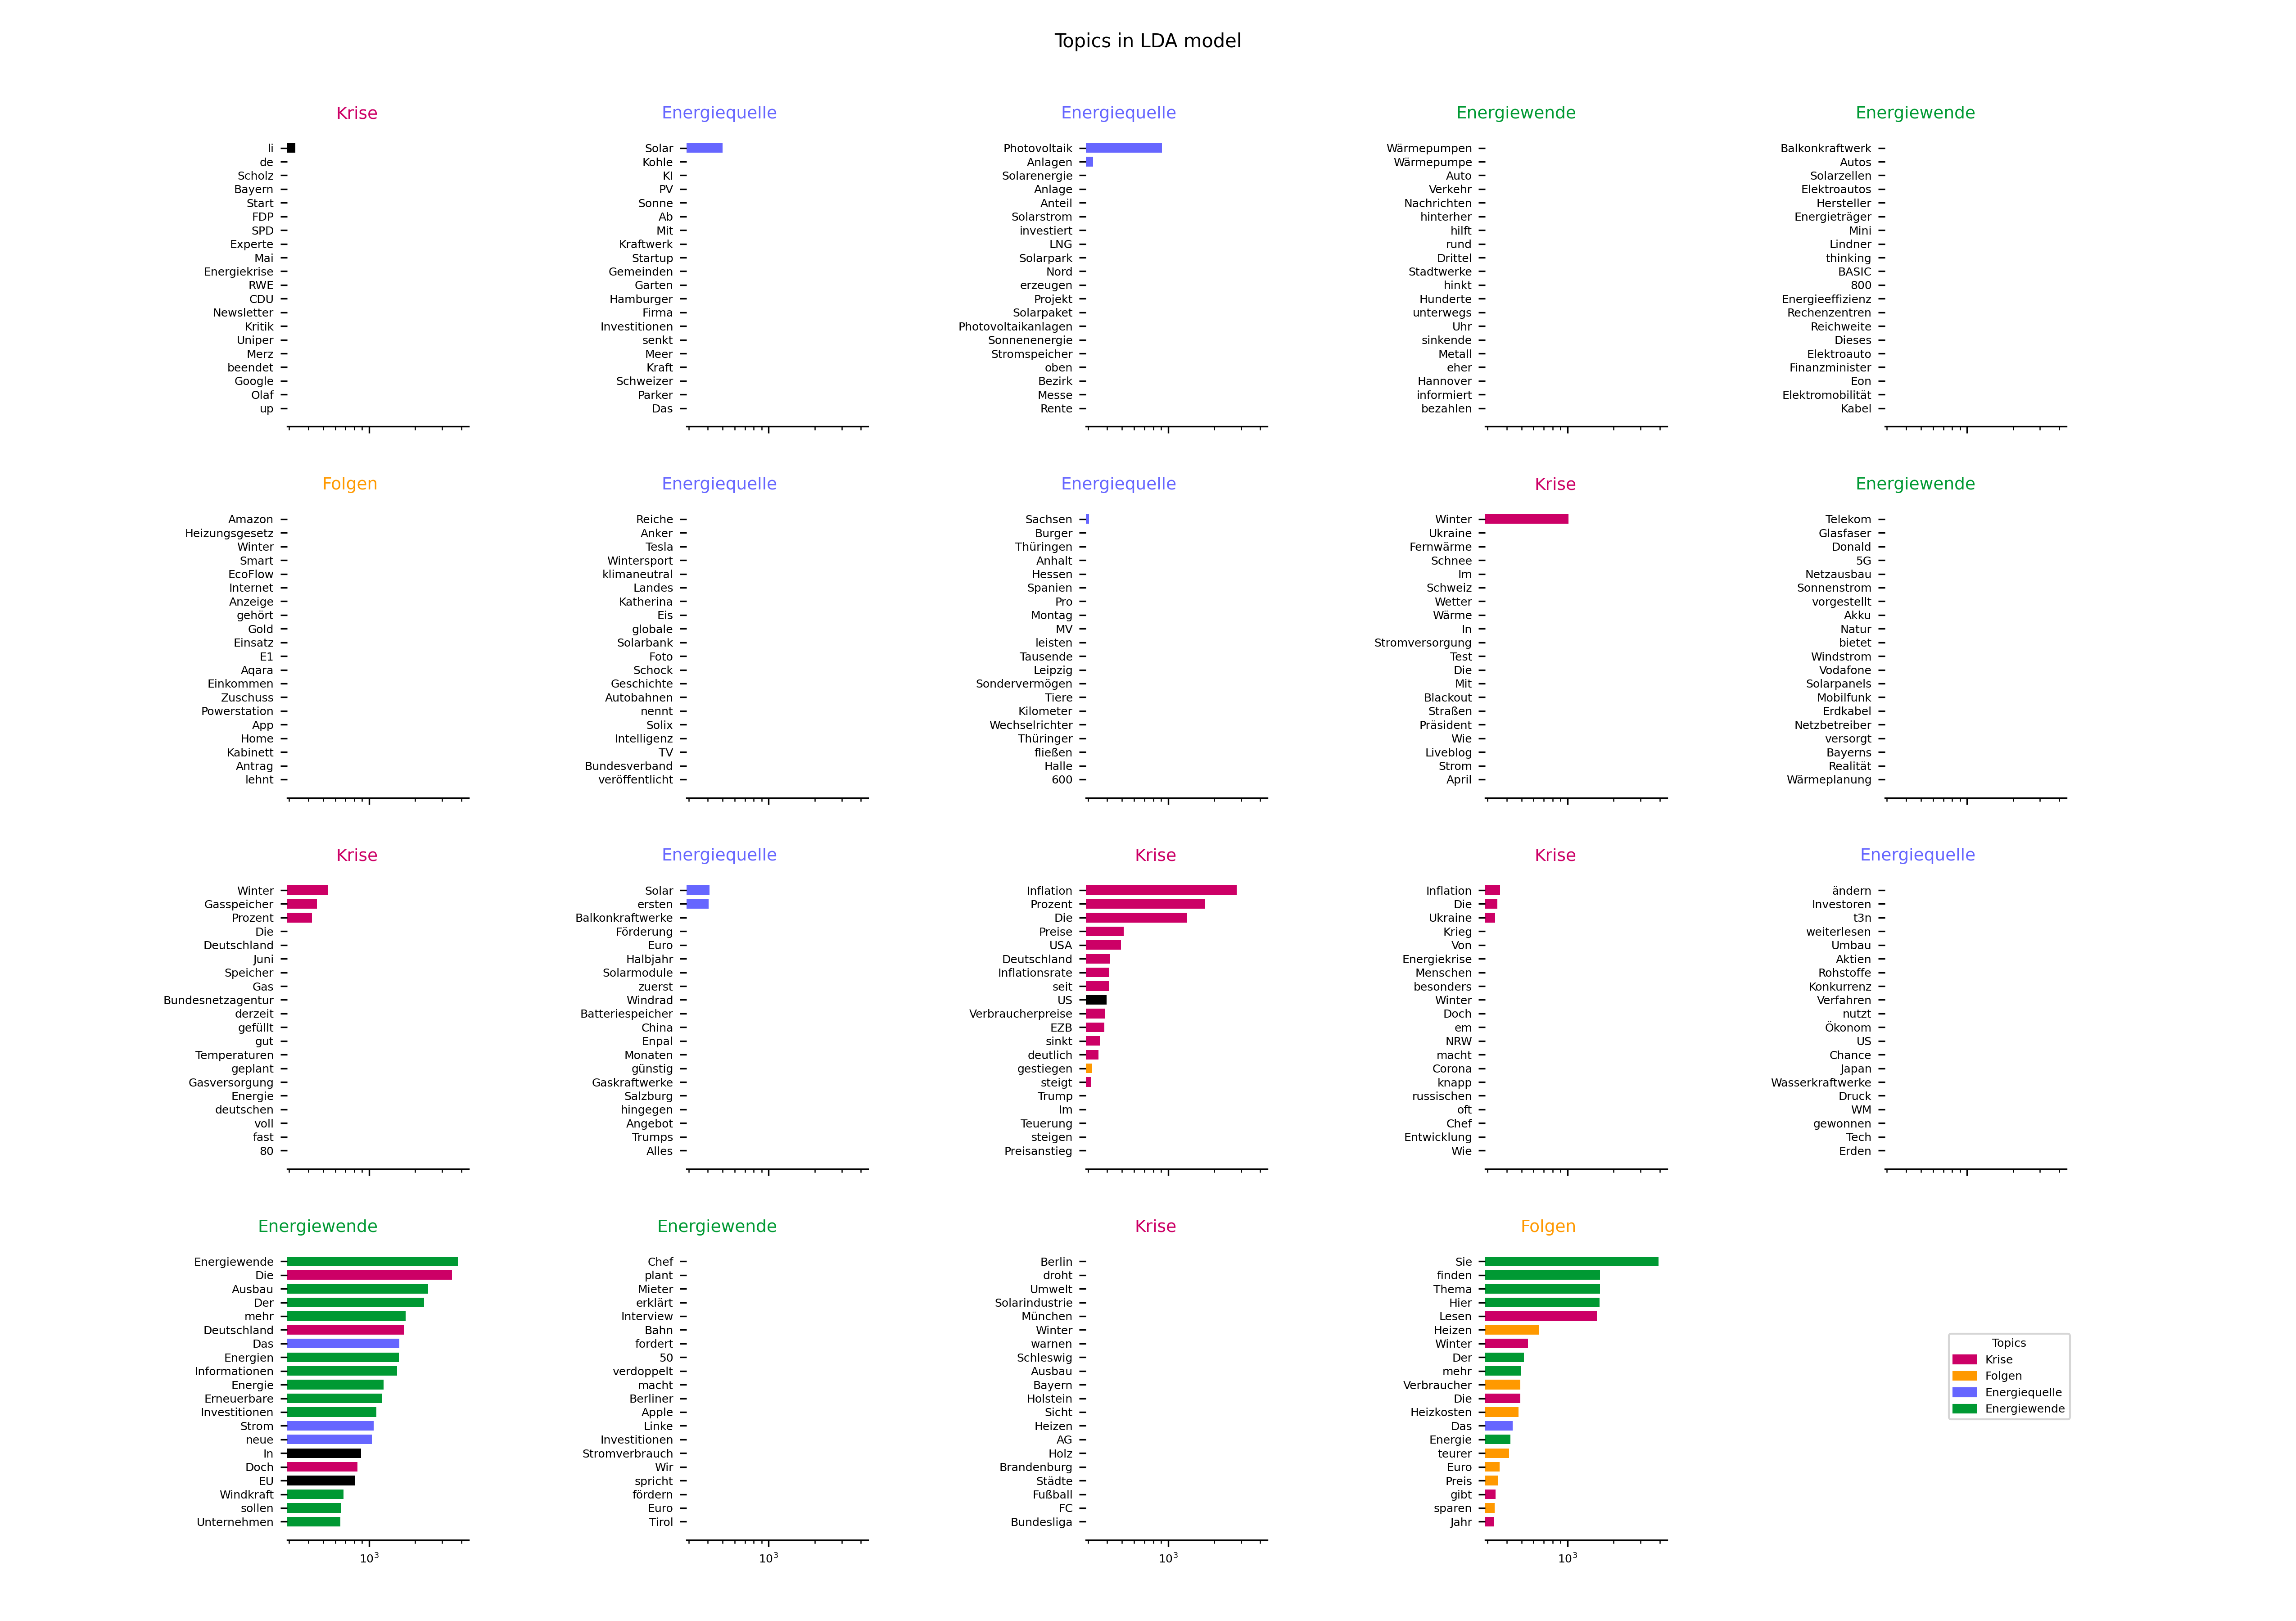 Topics in LDA model
Krise
li
de
Scholz
Bayern
Start
FDP
SPD
Experte
Mai
Energiekrise
RWE
CDU
Newsletter
Kritik
Uniper
Merz
beendet
Google
Olaf
up
Energiequelle
Solar
Kohle
KI
PV
Sonne
Ab
Mit
Kraftwerk
Startup
Gemeinden
Garten
Hamburger
Firma
Investitionen
senkt
Meer
Kraft
Schweizer
Parker
Das
Energiequelle
Photovoltaik
Anlagen
Solarenergie
Anlage
Anteil
Solarstrom
investiert
LNG
Solarpark
Nord
erzeugen
Projekt
Solarpaket
Photovoltaikanlagen
Sonnenenergie
Stromspeicher
oben
Bezirk
Messe
Rente
Energiewende
Wärmepumpen
Wärmepumpe
Auto
Verkehr
Nachrichten
hinterher
hilft
rund
Drittel
Stadtwerke
hinkt
Hunderte
unterwegs
Uhr
sinkende
Metall
eher
Hannover
informiert
bezahlen
Energiewende
Balkonkraftwerk
Autos
Solarzellen
Elektroautos
Hersteller
Energieträger
Mini
Lindner
thinking
BASIC
800
Energieeffizienz
Rechenzentren
Reichweite
Dieses
Elektroauto
Finanzminister
Eon
Elektromobilität
Kabel
Folgen
Amazon
Heizungsgesetz
Winter
Smart
EcoFlow
Internet
Anzeige
gehört
Gold
Einsatz
E1
Aqara
Einkommen
Zuschuss
Powerstation
App
Home
Kabinett
Antrag
lehnt
Energiequelle
Reiche
Anker
Tesla
Wintersport
klimaneutral
Landes
Katherina
Eis
globale
Solarbank
Foto
Schock
Geschichte
Autobahnen
nennt
Solix
Intelligenz
TV
Bundesverband
veröffentlicht
Energiequelle
Sachsen
Burger
Thüringen
Anhalt
Hessen
Spanien
Pro
Montag
MV
leisten
Tausende
Leipzig
Sondervermögen
Tiere
Kilometer
Wechselrichter
Thüringer
fließen
Halle
600
Krise
Winter
Ukraine
Fernwärme
Schnee
Im
Schweiz
Wetter
Wärme
In
Stromversorgung
Test
Die
Mit
Blackout
Straßen
Präsident
Wie
Liveblog
Strom
April
Energiewende
Telekom
Glasfaser
Donald
5G
Netzausbau
Sonnenstrom
vorgestellt
Akku
Natur
bietet
Windstrom
Vodafone
Solarpanels
Mobilfunk
Erdkabel
Netzbetreiber
versorgt
Bayerns
Realität
Wärmeplanung
Krise
Winter
Gasspeicher
Prozent
Die
Deutschland
Juni
Speicher
Gas
Bundesnetzagentur
derzeit
gefüllt
gut
Temperaturen
geplant
Gasversorgung
Energie
deutschen
voll
fast
80
Energiequelle
Solar
ersten
Balkonkraftwerke
Förderung
Euro
Halbjahr
Solarmodule
zuerst
Windrad
Batteriespeicher
China
Enpal
Monaten
günstig
Gaskraftwerke
Salzburg
hingegen
Angebot
Trumps
Alles
Krise
Inflation
Prozent
Die
Preise
USA
Deutschland
Inflationsrate
seit
US
Verbraucherpreise
EZB
sinkt
deutlich
gestiegen
steigt
Trump
Im
Teuerung
steigen
Preisanstieg
Krise
Inflation
Die
Ukraine
Krieg
Von
Energiekrise
Menschen
besonders
Winter
Doch
em
NRW
macht
Corona
knapp
russischen
oft
Chef
Entwicklung
Wie
Energiequelle
ändern
Investoren
t3n
weiterlesen
Umbau
Aktien
Rohstoffe
Konkurrenz
Verfahren
nutzt
Ökonom
US
Chance
Japan
Wasserkraftwerke
Druck
WM
gewonnen
Tech
Erden
Energiewende
Energiewende
Die
Ausbau
Der
mehr
Deutschland
Das
Energien
Informationen
Energie
Erneuerbare
Investitionen
Strom
neue
In
Doch
EU
Windkraft
sollen
Unternehmen
10³
Energiewende
Chef
plant
Mieter
erklärt
Interview
Bahn
fordert
50
verdoppelt
macht
Berliner
Apple
Linke
Investitionen
Stromverbrauch
Wir
spricht
fördern
Euro
Tirol
10³
Krise
Berlin
droht
Umwelt
Solarindustrie
München
Winter
warnen
Schleswig
Ausbau
Bayern
Holstein
Sicht
Heizen
AG
Holz
Brandenburg
Städte
Fußball
FC
Bundesliga
10³
Folgen
Sie
finden
Thema
Hier
Lesen
Heizen
Winter
Der
mehr
Verbraucher
Die
Heizkosten
Das
Energie
teurer
Euro
Preis
gibt
sparen
Jahr
10³
Topics
Krise
Folgen
Energiequelle
Energiewende